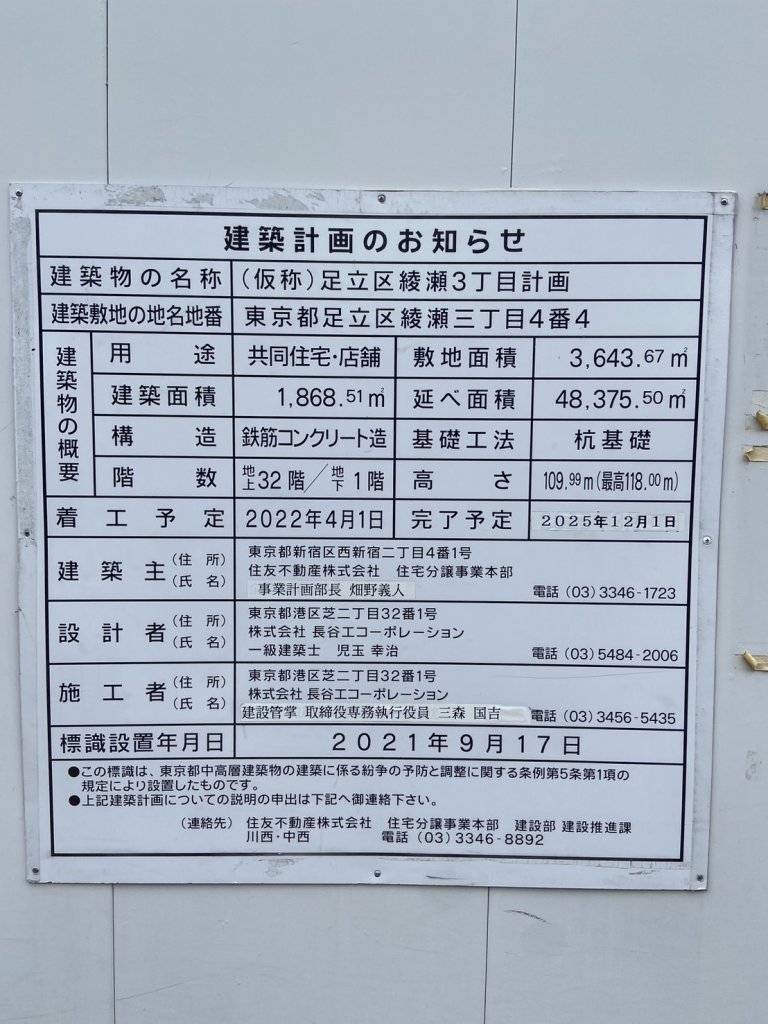 建築計画のお知らせ
建築物の名称 (仮称)足立区綾瀬3丁目計画
建築敷地の地名地番 東京都足立区綾瀬三丁目4番4
建築物の概要
用途 共同住宅・店舗 敷地面積 3,643.67㎡
建築面積 1,868.51㎡ 延べ面積 48,375.50㎡
構造 鉄筋コンクリート造 基礎工法 杭基礎
階数 地上32階/地下1階 高さ 109.99m(最高118.00m)
着工予定 2022年4月1日 完了予定 2025年12月1日
建築主(住所)(氏名) 東京都新宿区西新宿二丁目4番1号
住友不動産株式会社 住宅分譲事業本部
事業計画部長 畑野義人 電話(03)3346-1723
設計者(住所)(氏名) 東京都港区芝二丁目32番1号
株式会社 長谷工コーポレーション
一級建築士 児玉 幸治 電話(03)5484-2006
施工者(住所)(氏名) 東京都港区芝二丁目32番1号
株式会社 長谷工コーポレーション
建設管掌 取締役専務執行役員 三森 国吉 電話(03)3456-5435
標識設置年月日 2021年9月17日
●この標識は、東京都中高層建築物の建築に係る紛争の予防と調整に関する条例第5条第1項の
規定により設置したものです。
●上記建築計画についての説明の申出は下記へ御連絡下さい。
(連絡先) 住友不動産株式会社 住宅分譲事業本部 建設部 建設推進課
川西・中西 電話(03)3346-8892